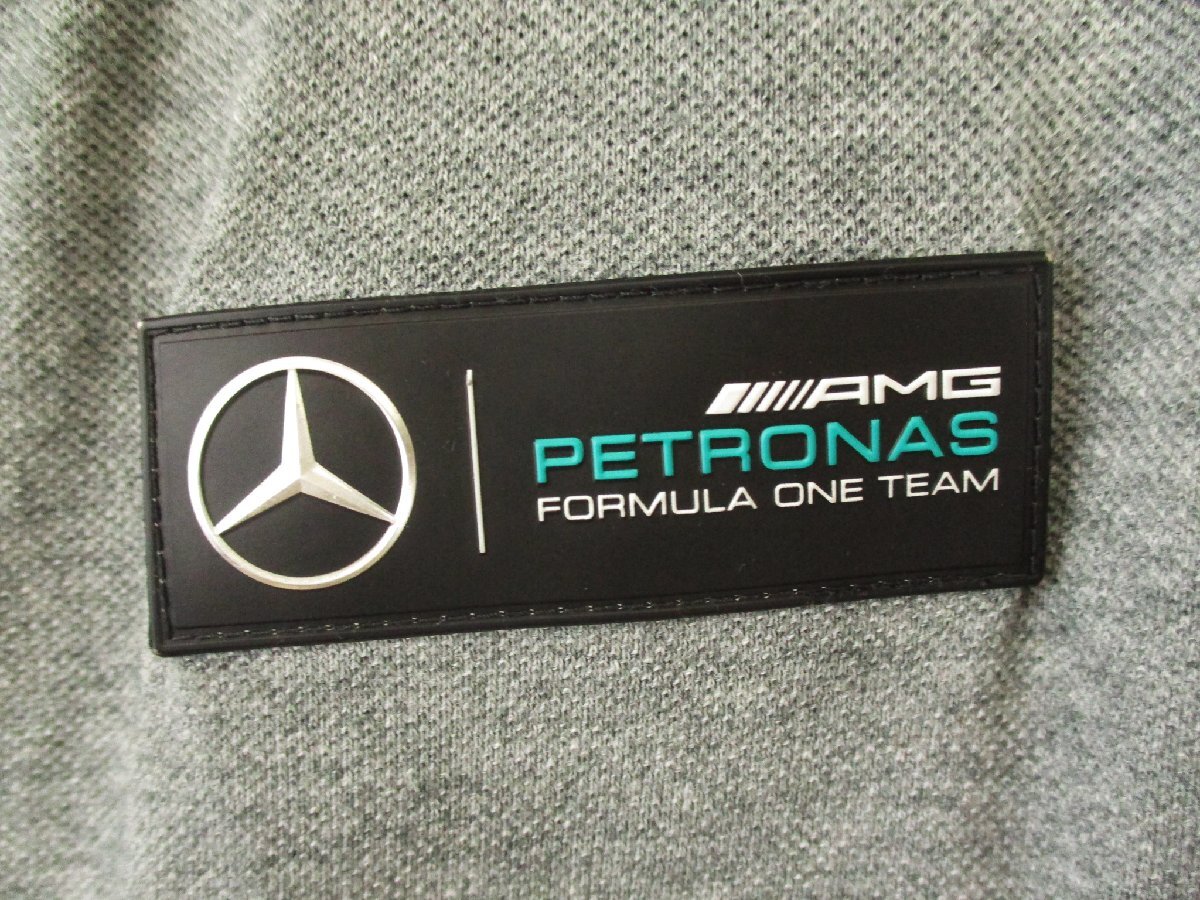 AMG
PETRONAS
FORMULA ONE TEAM